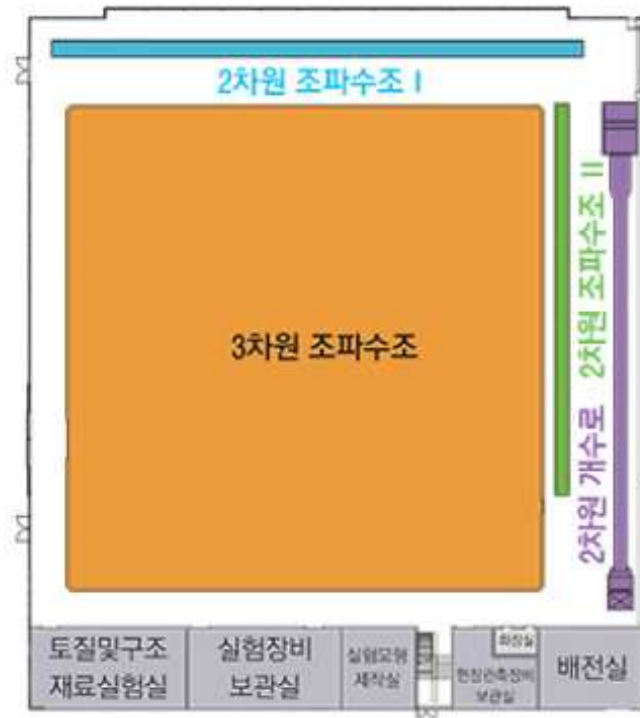 2차원 조파수조 I
2차원 조파수조 II
2차원 개수로
3차원 조파수조
토질및구조
재료실험실
실험장비
보관실
실험모형
제작실
화장실
현장관측장비
보관실
배전실